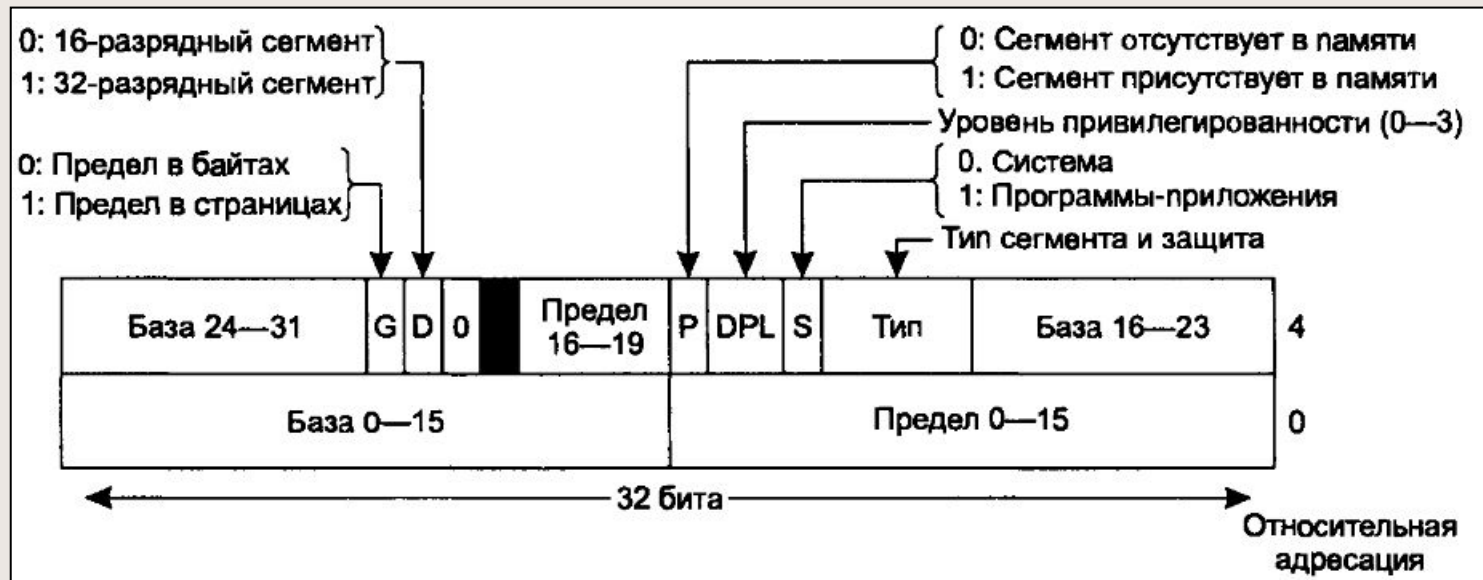 0: 16-разрядный сегмент
1: 32-разрядный сегмент
0: Предел в байтах
1: Предел в страницах
0: Сегмент отсутствует в памяти
1: Сегмент присутствует в памяти
Уровень привилегированности (0—3)
0. Система
1: Программы-приложения
Тип сегмента и защита
База 24—31
G
D
0
Предел
16—19
P
DPL
S
Тип
База 16—23
4
База 0—15
Предел 0—15
0
32 бита
Относительная
адресация